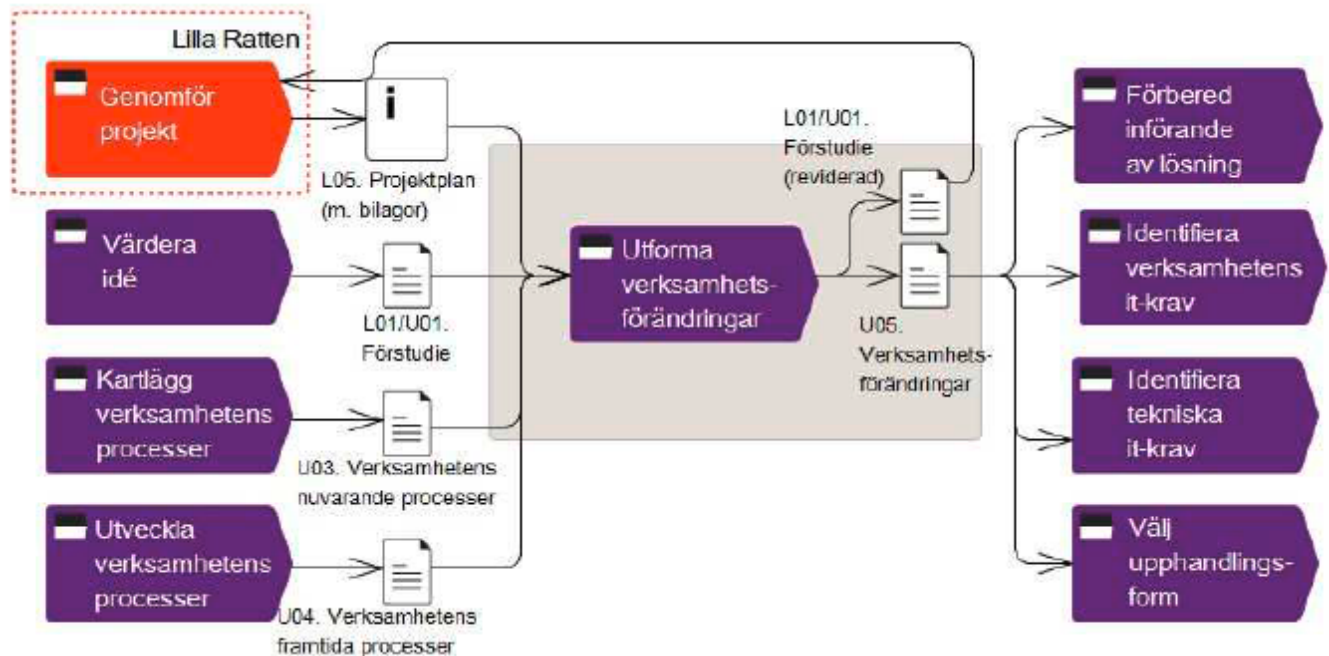 Lilla Ratten
Genomför
projekt
i
L05. Projektplan
(m. bilagor)
Värdera
idé
L01/U01.
Förstudie
Kartlägg
verksamhetens
processer
U03. Verksamhetens
nuvarande processer
Utveckla
verksamhetens
processer
U04. Verksamhetens
framtida processer
Utforma
verksamhets-
förändringar
L01/U01.
Förstudie
(reviderad)
U05.
Verksamhets-
förändringar
Förbered
införande
av lösning
Identifiera
verksamhetens
it-krav
Identifiera
tekniska
it-krav
Välj
upphandlings-
form